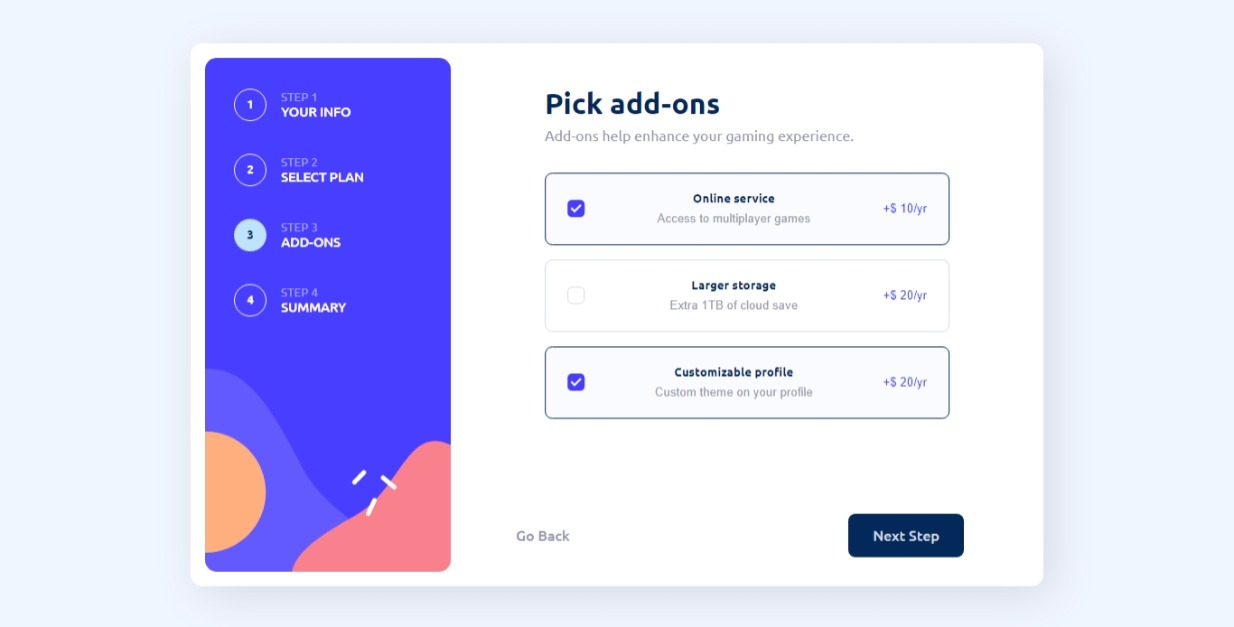 1
STEP 1
YOUR INFO
2
STEP 2
SELECT PLAN
3
STEP 3
ADD-ONS
4
STEP 4
SUMMARY
Pick add-ons
Add-ons help enhance your gaming experience.
Online service
Access to multiplayer games
+$ 10/yr
Larger storage
Extra 1TB of cloud save
+$ 20/yr
Customizable profile
Custom theme on your profile
+$ 20/yr
Go Back
Next Step